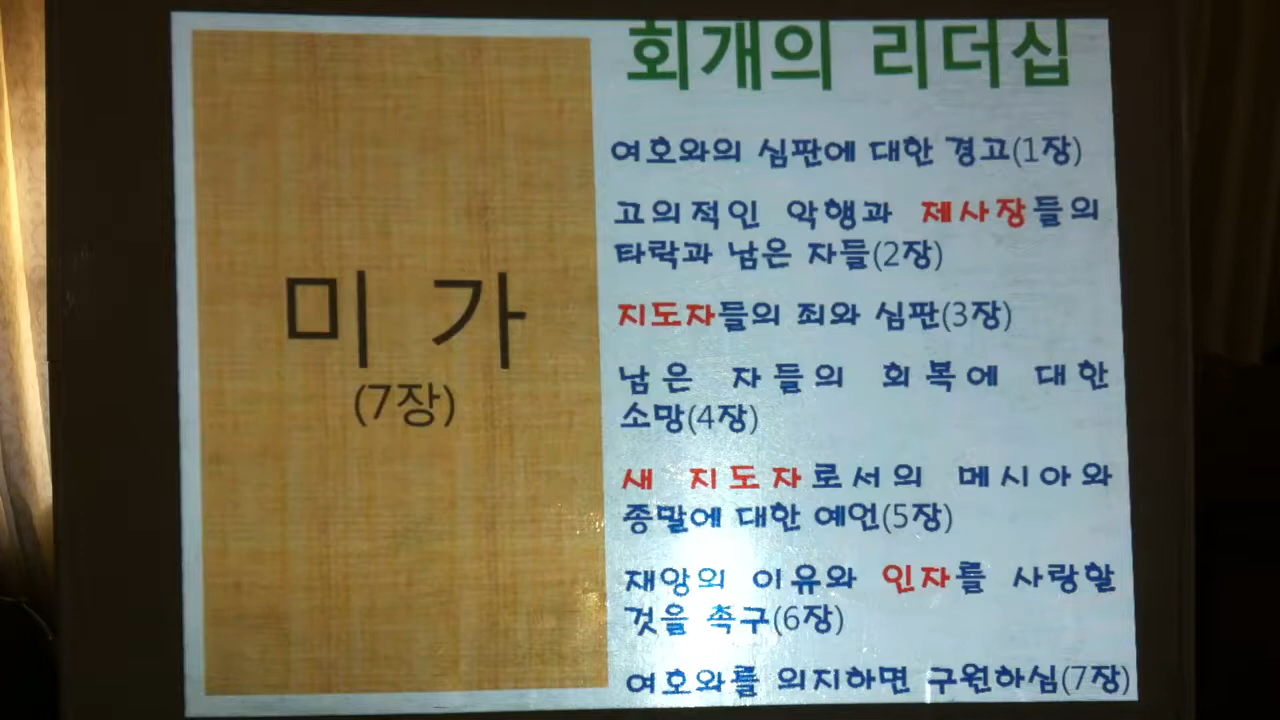 회개의 리더십
미 가
(7장)
여호와의 심판에 대한 경고(1장)
고의적인 악행과 제사장들의
타락과 남은 자들(2장)
지도자들의 죄와 심판(3장)
남은 자들의 회복에 대한
소망(4장)
새 지도자로서의 메시아와
종말에 대한 예언(5장)
재앙의 이유와 인자를 사랑할
것을 촉구(6장)
여호와를 의지하면 구원하심(7장)